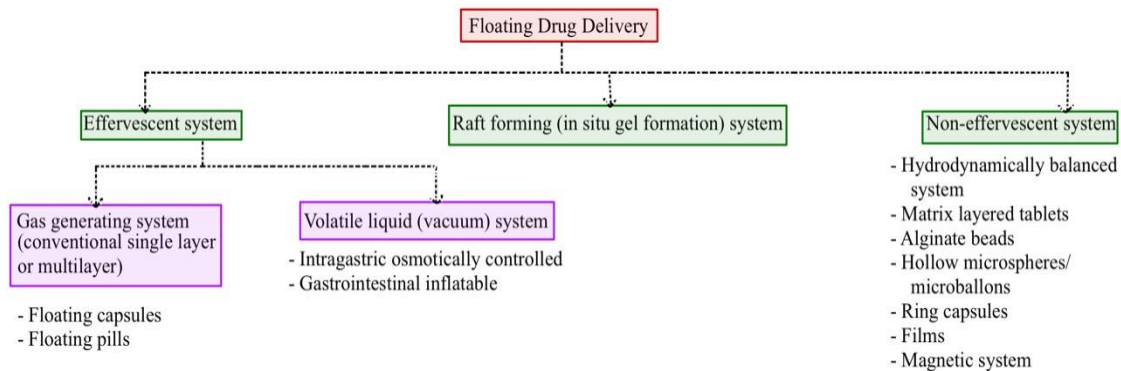 Floating Drug Delivery
Effervescent system
Raft forming (in situ gel formation) system
Non-effervescent system
Gas generating system
(conventional single layer
or multilayer)
- Floating capsules
- Floating pills
Volatile liquid (vacuum) system
- Intragastric osmotically controlled
- Gastrointestinal inflatable
- Hydrodynamically balanced
system
- Matrix layered tablets
- Alginate beads
- Hollow microspheres/
microballons
- Ring capsules
- Films
- Magnetic system